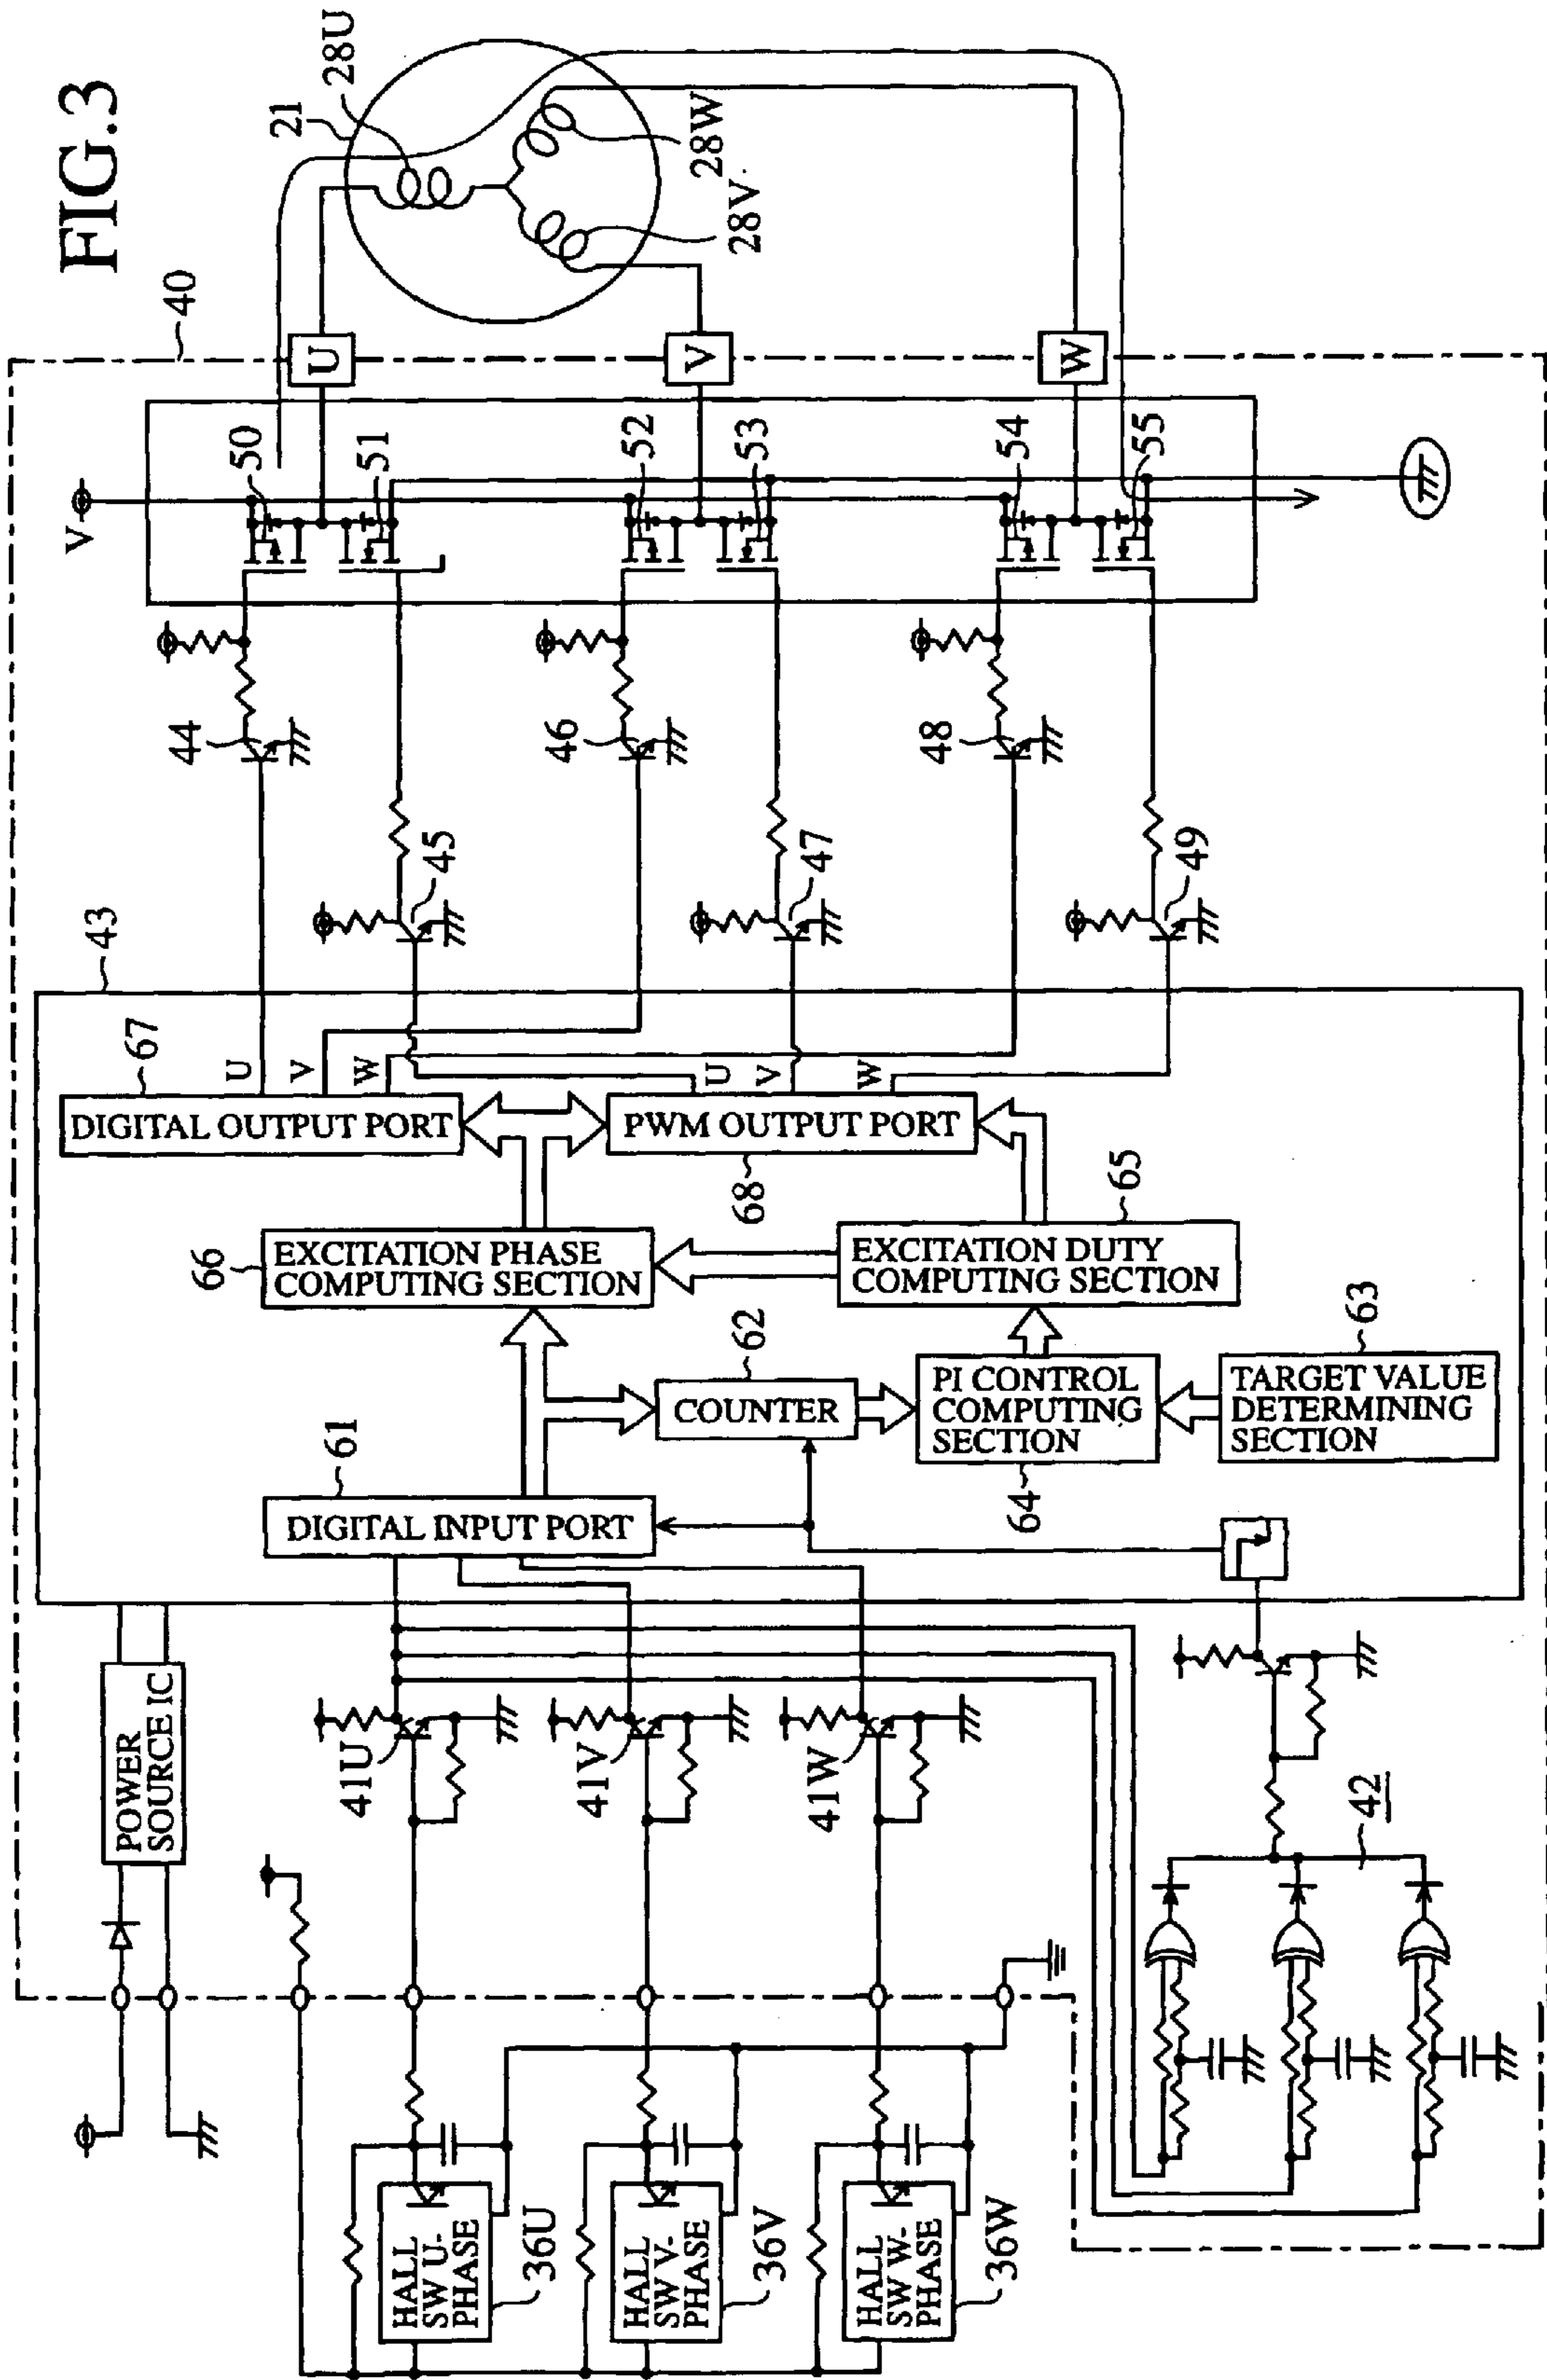 FIG.3
POWER
SOURCE IC
HALL
SW U-
PHASE
36U
HALL
SW V-
PHASE
36V
HALL
SW W-
PHASE
36W
41U
41V
41W
42
43
DIGITAL INPUT PORT
61
COUNTER
62
TARGET VALUE
DETERMINING
SECTION
63
PI CONTROL
COMPUTING
SECTION
64
EXCITATION DUTY
COMPUTING SECTION
65
EXCITATION PHASE
COMPUTING SECTION
66
DIGITAL OUTPUT PORT
67
U
V
W
PWM OUTPUT PORT
68
U
V
W
44
45
46
47
48
49
V
50
51
52
53
54
55
40
U
V
W
21
28U
28W
28V